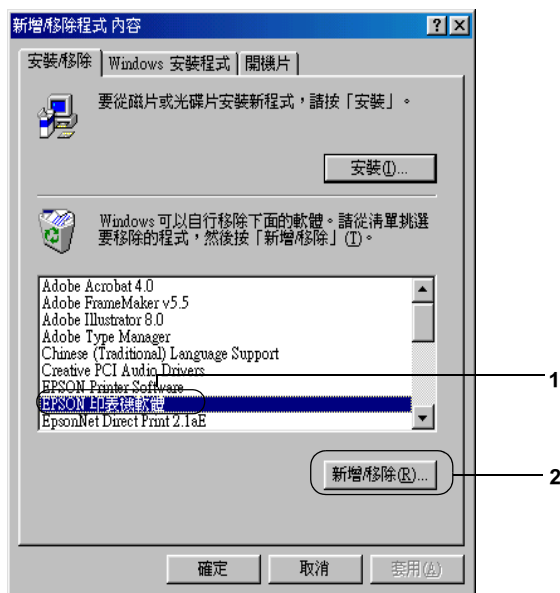 新增/移除程式 內容
安裝/移除 Windows 安裝程式 開機片
要從磁片或光碟片安裝新程式，請按「安裝」。
安裝(I)...
Windows 可以自行移除下面的軟體。請從清單挑選
要移除的程式，然後按「新增/移除」(T)。
Adobe Acrobat 4.0
Adobe FrameMaker v5.5
Adobe Illustrator 8.0
Adobe Type Manager
Chinese (Traditional) Language Support
Creative PCI Audio Drivers
EPSON Printer Software
1
EPSON 印表機軟體
EpsonNet Direct Print 2.1aE
新增/移除(R)...
2
確定 取消 套用(A)